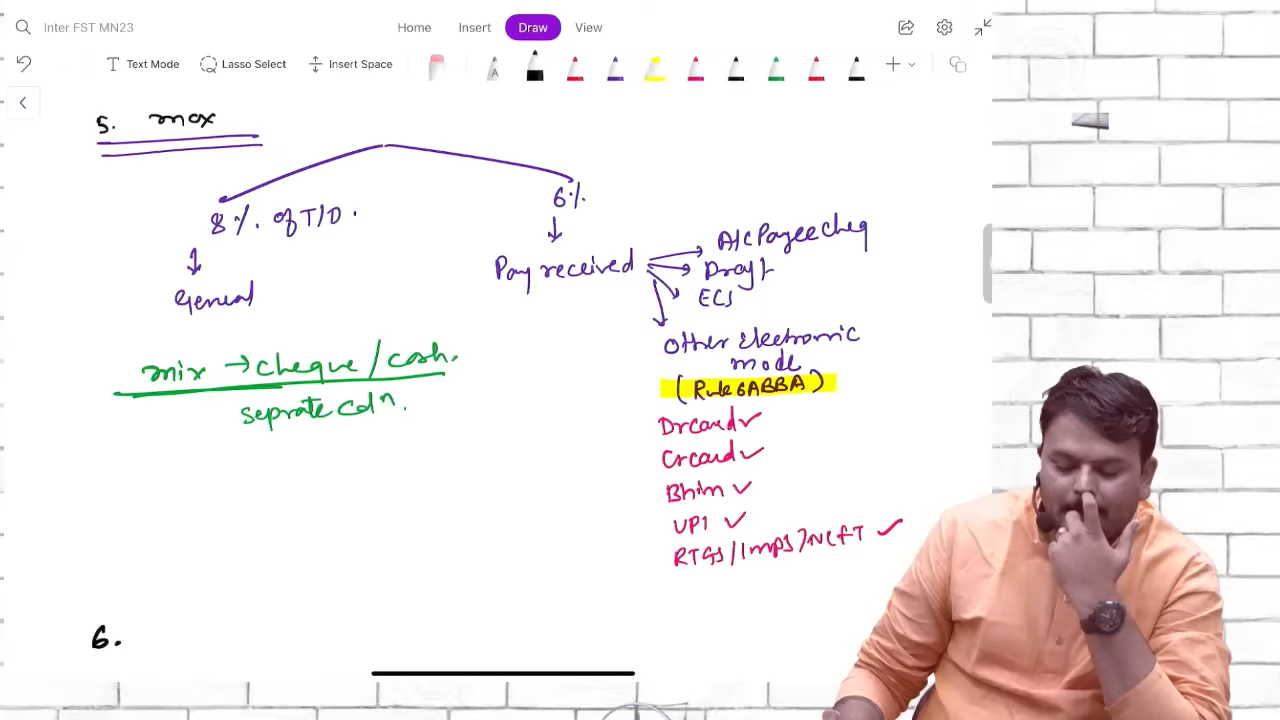 Inter FST MN23
Home
Insert
Draw
View
Text Mode
Lasso Select
Insert Space
5. max
8%. of T/O.
6%.
↓
↓
General
Pay received
A/c Payee Cheq
Draft
ECS
Other Electronic
mode
(Rule 6ABBA)
mix → cheque / cash.
seprate cdn.
Drcard✓
Crcard✓
Bhim ✓
UPI ✓
RTGS/Imps/Neft ✓
6.